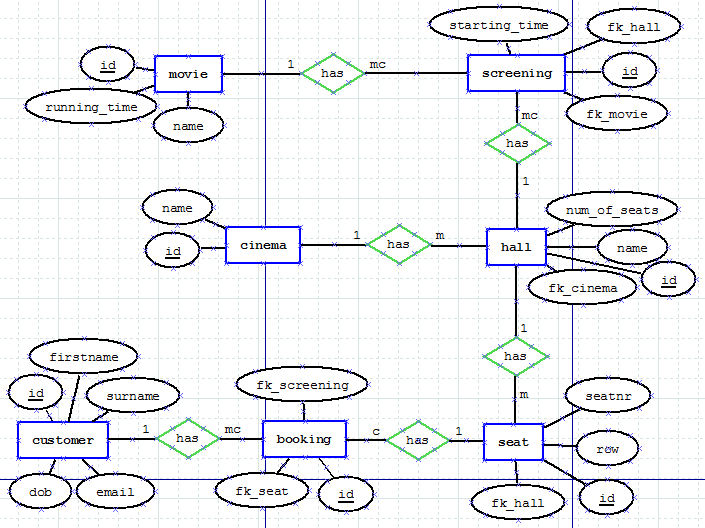 starting_time
fk_hall
id
movie
1
has
mc
screening
id
running_time
name
fk_movie
mc
has
1
name
num_of_seats
cinema
1
has
m
hall
name
id
fk_cinema
id
1
has
firstname
fk_screening
id
surname
m
seatnr
customer
1
has
mc
booking
c
has
1
seat
row
dob
email
fk_seat
id
fk_hall
id